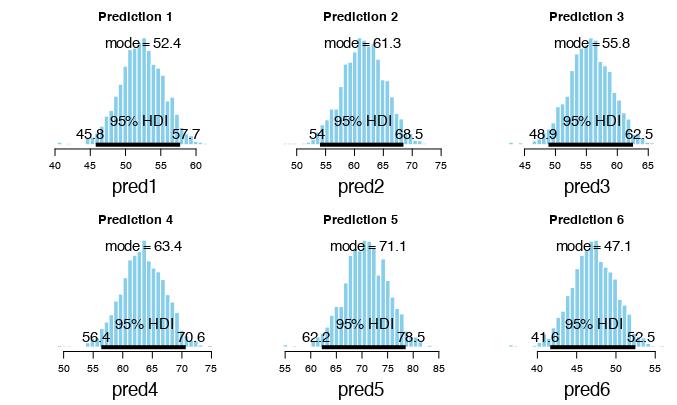 Prediction 1
mode = 52.4
95% HDI
45.8 57.7
40 45 50 55 60
pred1
Prediction 2
mode = 61.3
95% HDI
54 68.5
50 55 60 65 70 75
pred2
Prediction 3
mode = 55.8
95% HDI
48.9 62.5
45 50 55 60 65
pred3
Prediction 4
mode = 63.4
95% HDI
56.4 70.6
50 55 60 65 70 75
pred4
Prediction 5
mode = 71.1
95% HDI
62.2 78.5
55 60 65 70 75 80 85
pred5
Prediction 6
mode = 47.1
95% HDI
41.6 52.5
40 45 50 55
pred6